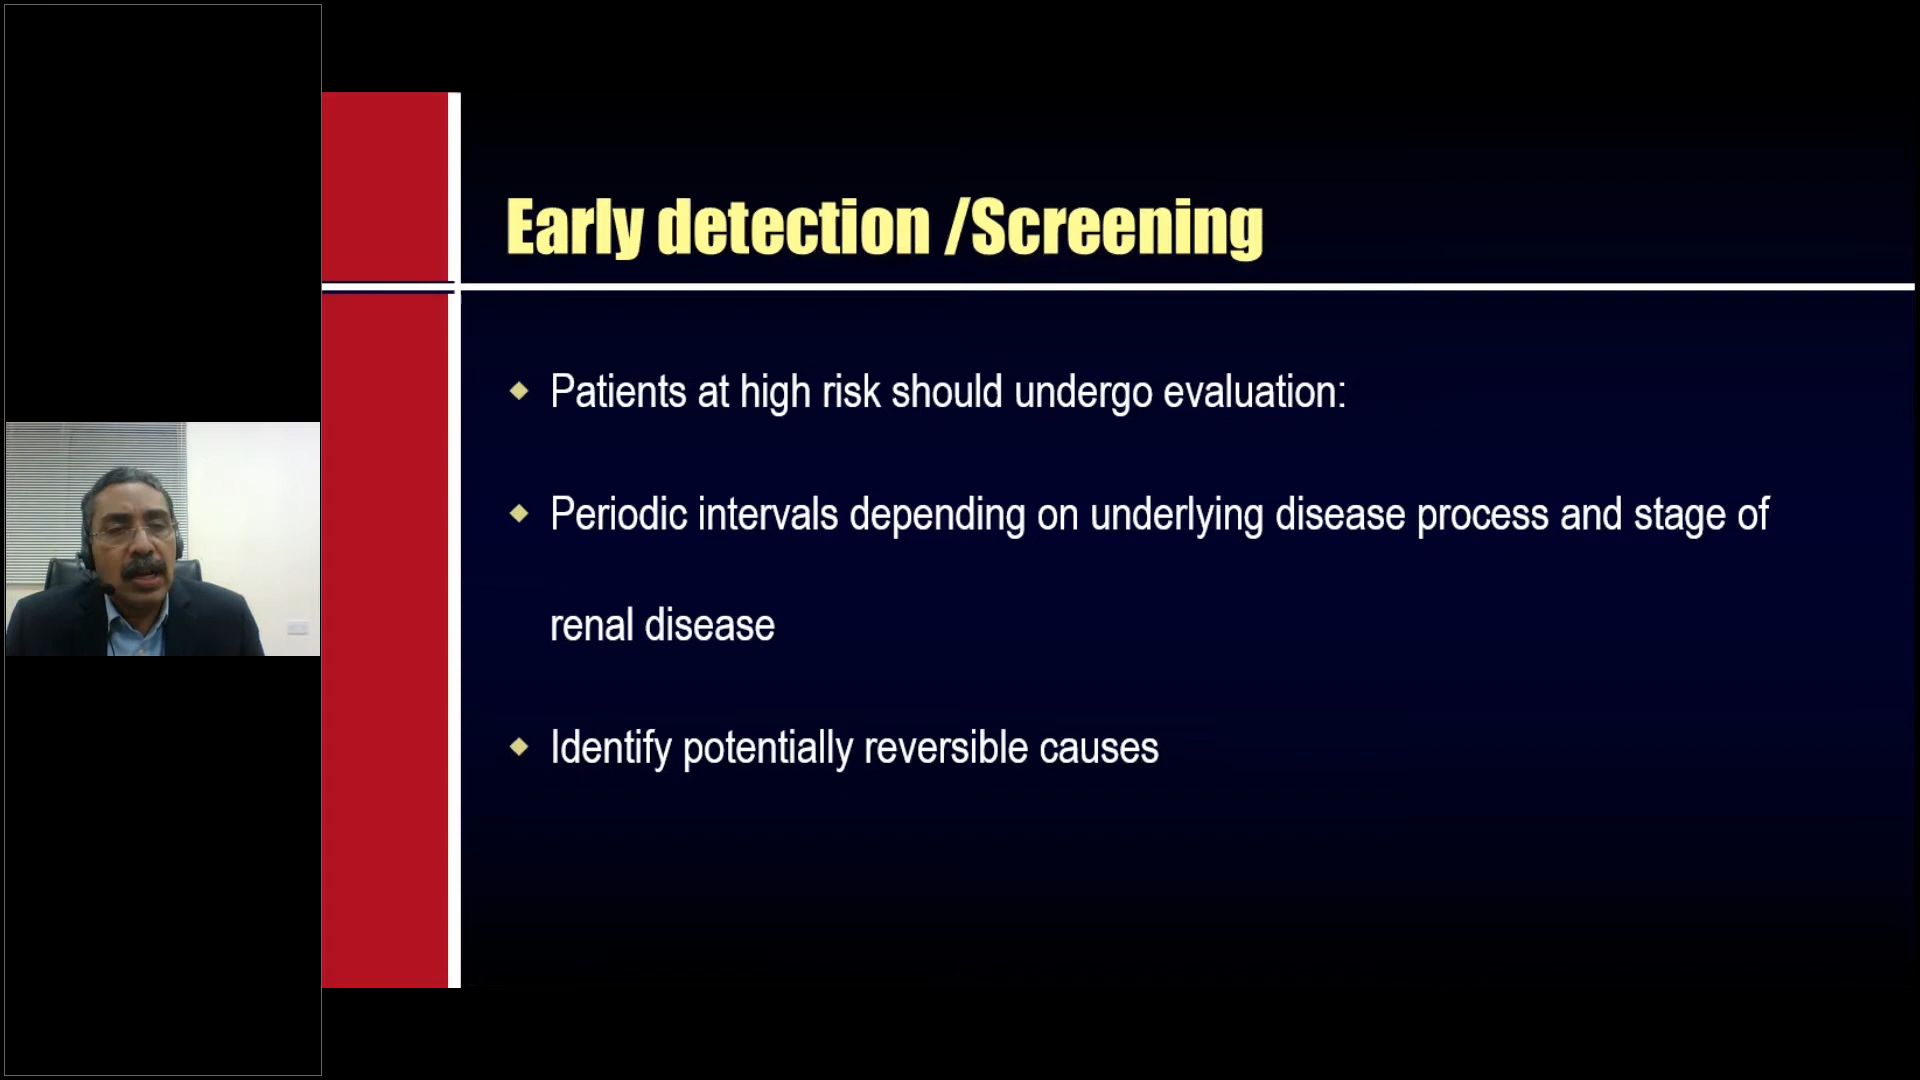 Early detection /Screening
Patients at high risk should undergo evaluation:
Periodic intervals depending on underlying disease process and stage of
renal disease
Identify potentially reversible causes